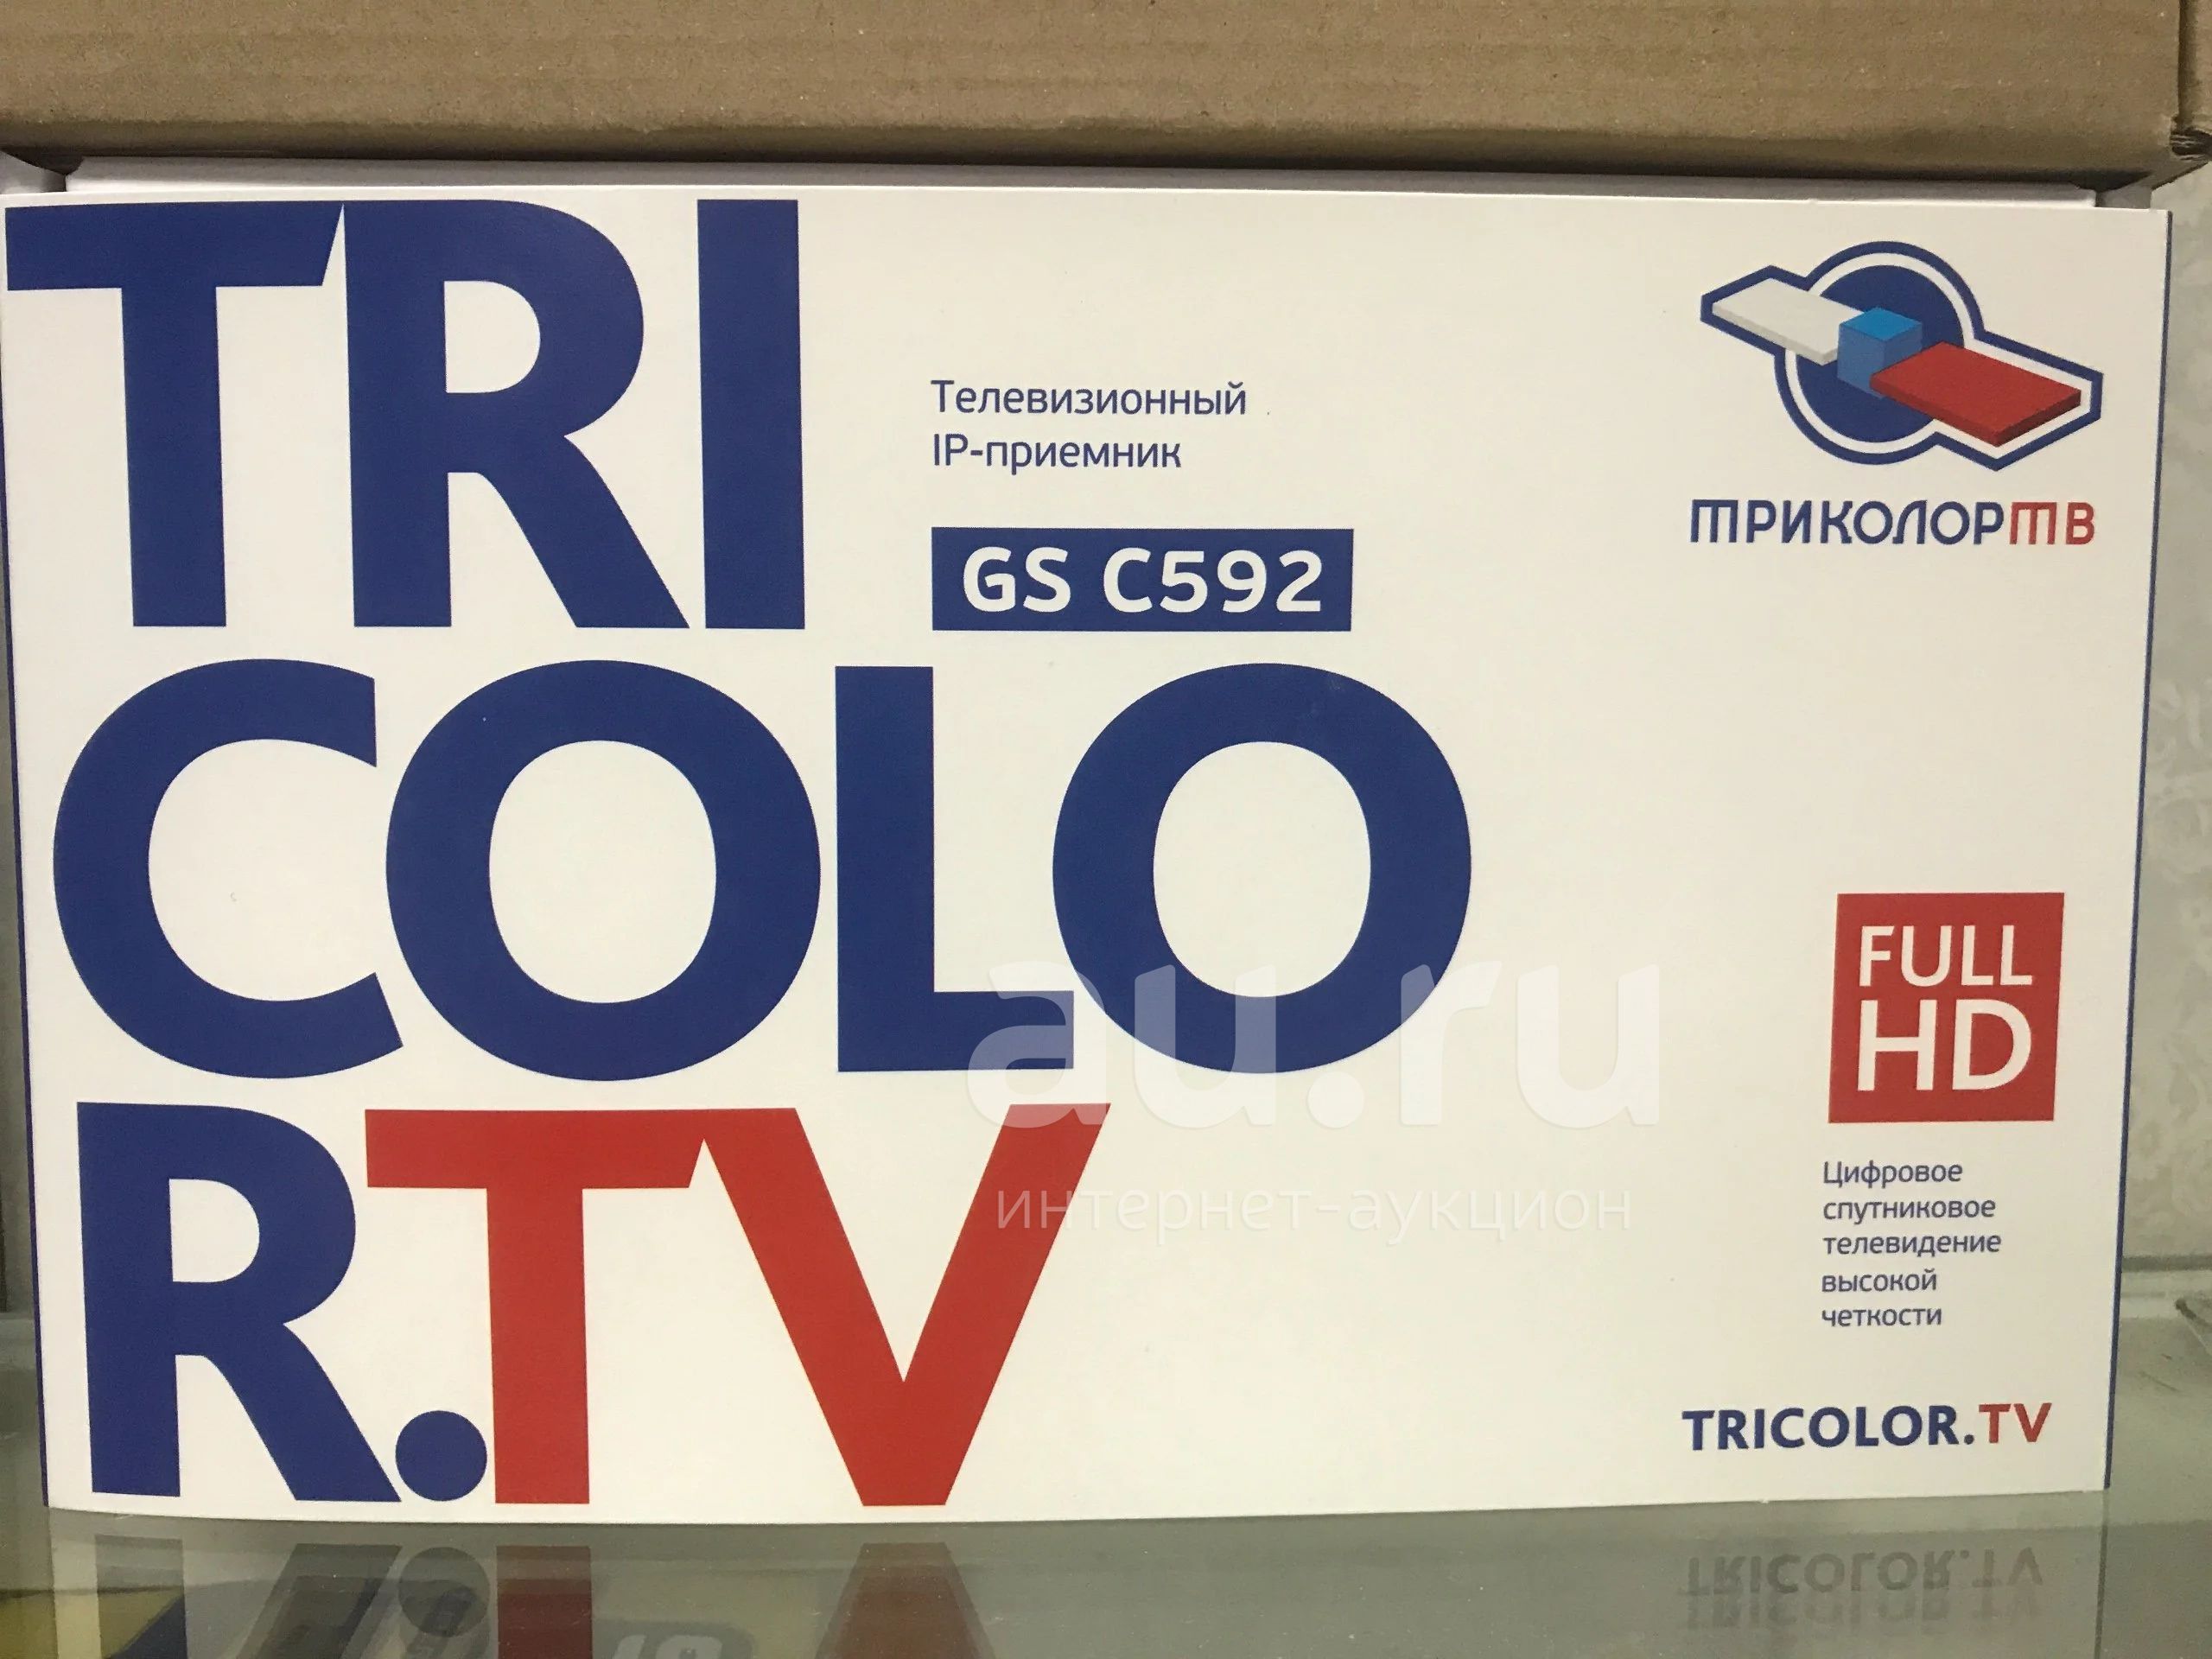 TRI
COLO
R.TV
Телевизионный
IP-приемник
GS C592
ТРИКОЛОРТВ
FULL
HD
Цифровое
спутниковое
телевидение
высокой
четкости
TRICOLOR.TV
au.ru
интернет-аукцион